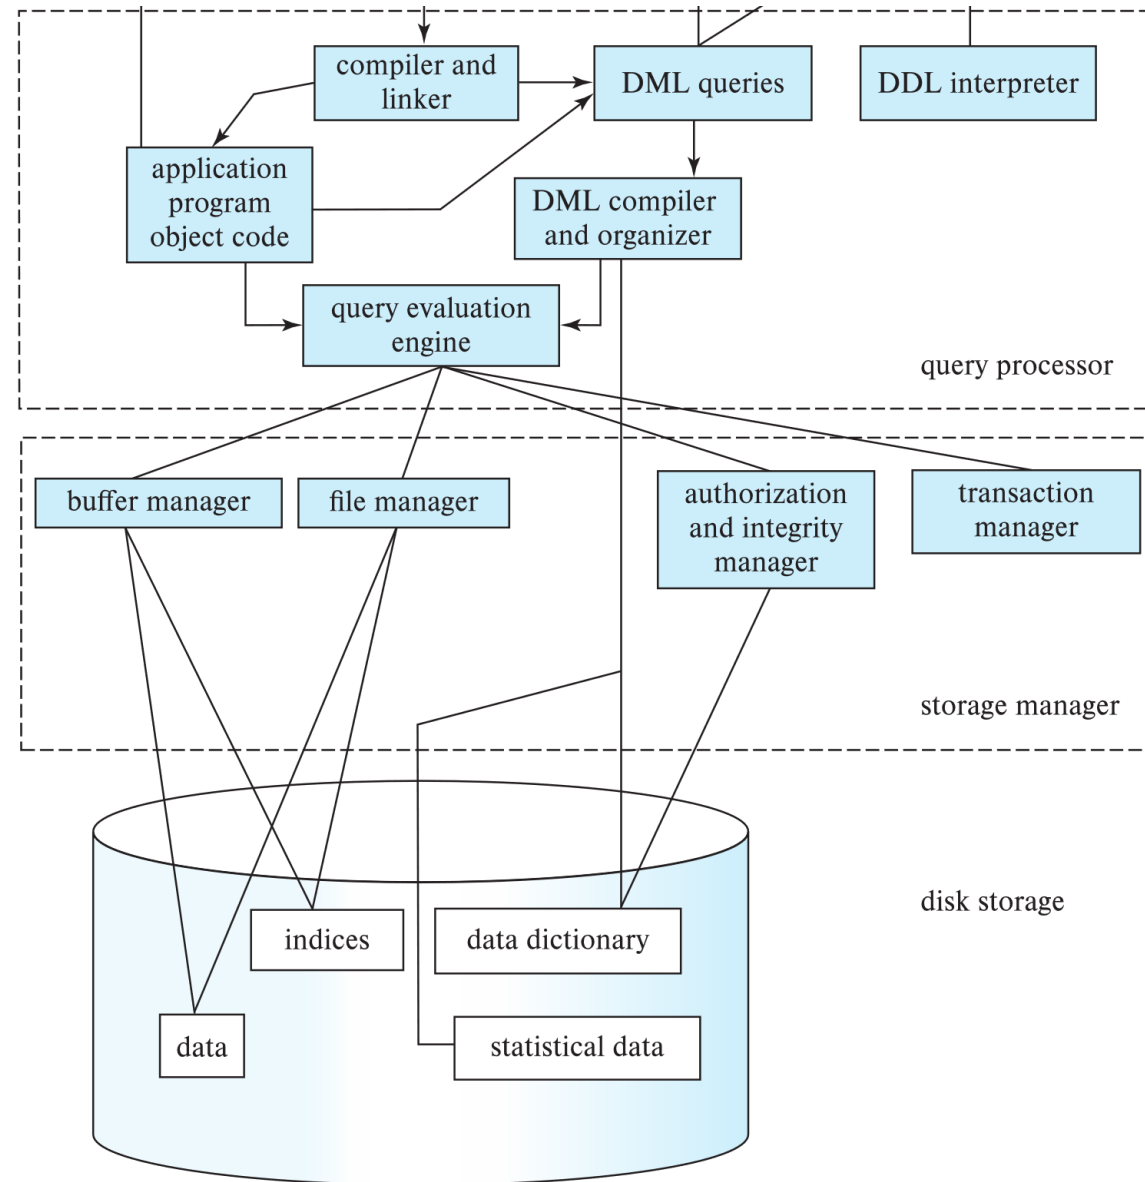 compiler and
linker
DML queries
DDL interpreter
application
program
object code
DML compiler
and organizer
query evaluation
engine
query processor
buffer manager
file manager
authorization
and integrity
manager
transaction
manager
storage manager
disk storage
indices
data dictionary
data
statistical data